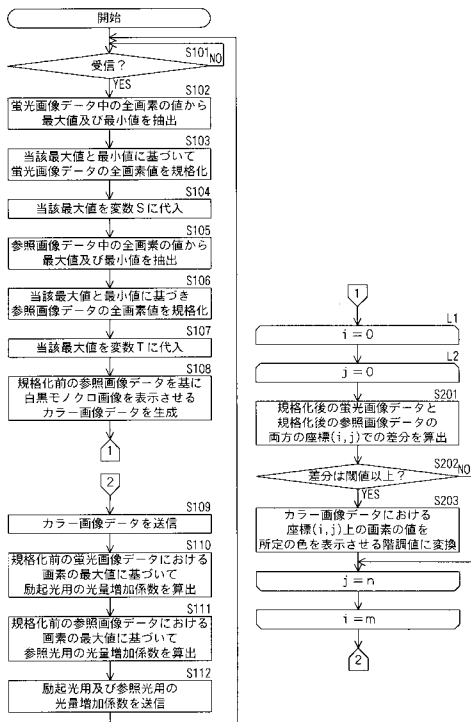 開始
S101
受信?
NO
YES
S102
蛍光画像データ中の全画素の値から
最大値及び最小値を抽出
S103
当該最大値と最小値に基づいて
蛍光画像データの全画素値を規格化
S104
当該最大値を変数Sに代入
S105
参照画像データ中の全画素の値から
最大値及び最小値を抽出
S106
当該最大値と最小値に基づき
参照画像データの全画素値を規格化
S107
当該最大値を変数Tに代入
S108
規格化前の参照画像データを基に
白黒モノクロ画像を表示させる
カラー画像データを生成
1
2
S109
カラー画像データを送信
S110
規格化前の蛍光画像データにおける
画素の最大値に基づいて
励起光用の光量増加係数を算出
S111
規格化前の参照画像データにおける
画素の最大値に基づいて
参照光用の光量増加係数を算出
S112
励起光用及び参照光用の
光量増加係数を送信
1
L1
i=0
L2
j=0
S201
規格化後の蛍光画像データと
規格化後の参照画像データの
両方の座標(i,j)での差分を算出
S202
差分は閾値以上?
NO
YES
S203
カラー画像データにおける
座標(i,j)上の画素の値を
所定の色を表示させる階調値に変換
j=n
i=m
2